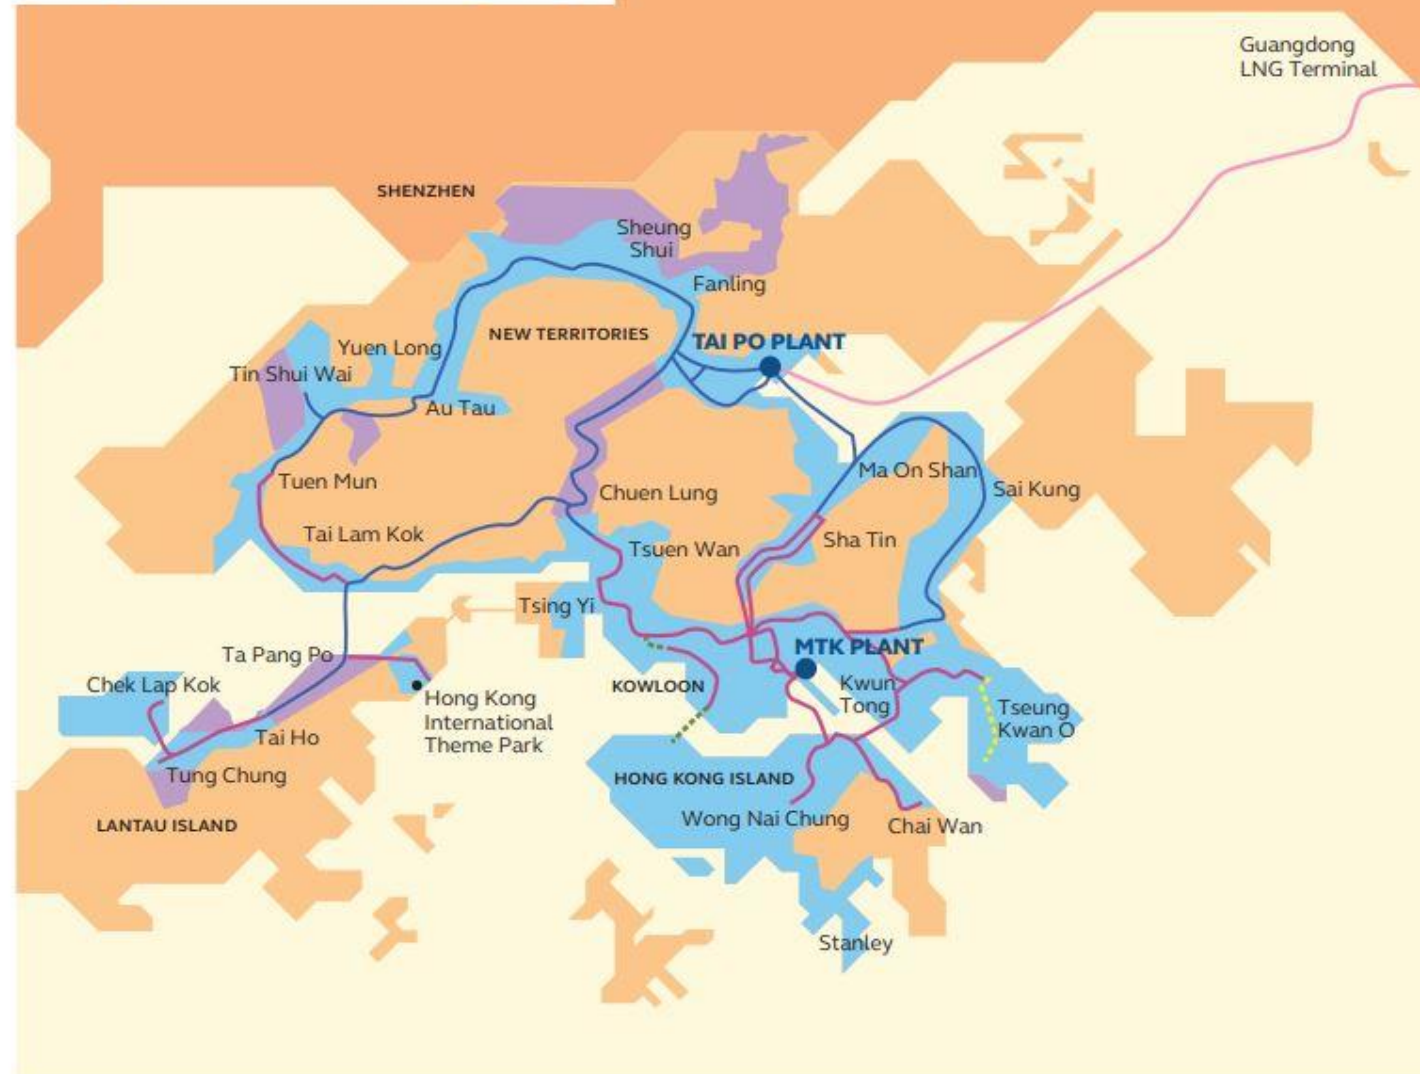 Guangdong
LNG Terminal
SHENZHEN
Sheung
Shui
Fanling
NEW TERRITORIES
TAI PO PLANT
Yuen Long
Tin Shui Wai
Au Tau
Ma On Shan
Tuen Mun
Sai Kung
Chuen Lung
Tai Lam Kok
Sha Tin
Tsuen Wan
Tsing Yi
MTK PLANT
Ta Pang Po
Chek Lap Kok
KOWLOON
Kwun
Tong
Hong Kong
International
Theme Park
Tseung
Kwan O
Tai Ho
Tung Chung
HONG KONG ISLAND
Wong Nai Chung
Chai Wan
LANTAU ISLAND
Stanley